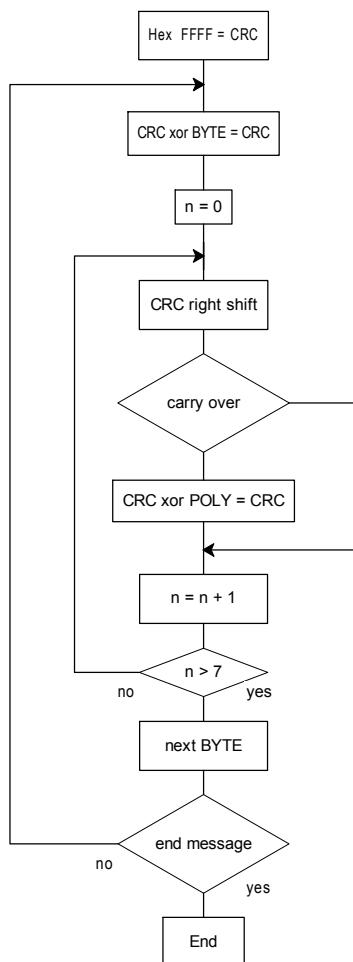 Hex FFFF = CRC
CRC xor BYTE = CRC
n = 0
CRC right shift
carry over
CRC xor POLY = CRC
n = n + 1
n > 7
no
yes
next BYTE
end message
no
yes
End